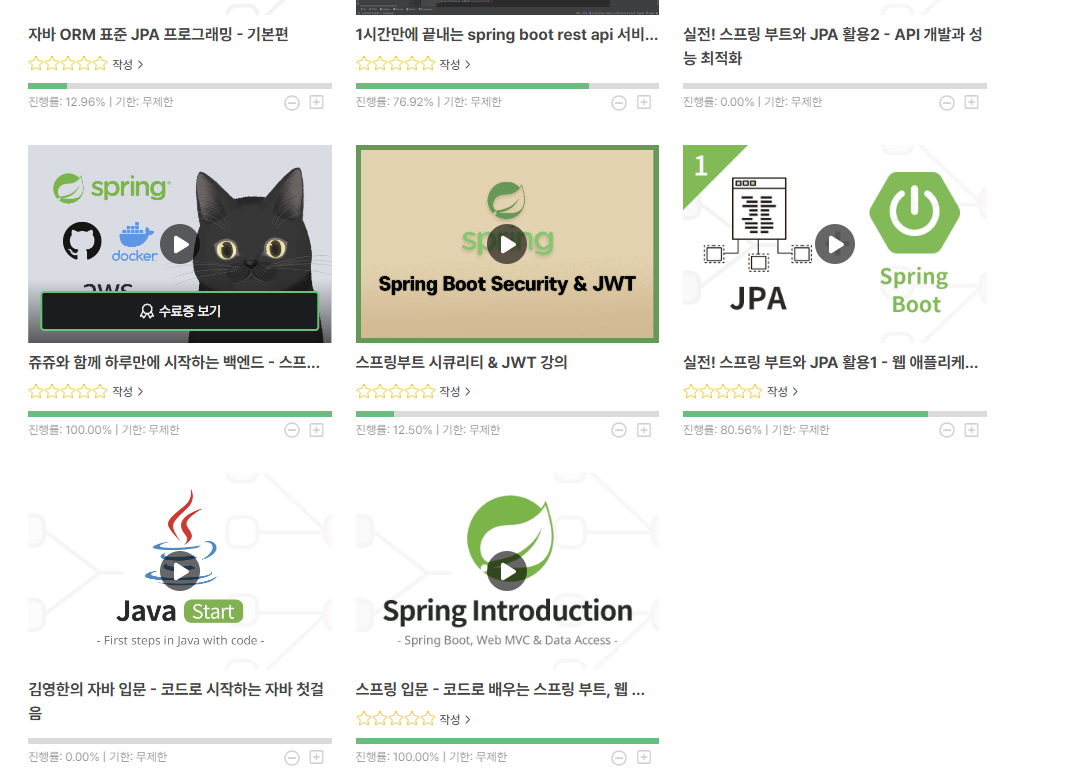 자바 ORM 표준 JPA 프로그래밍 - 기본편
작성 >
진행률: 12.96% | 기한: 무제한
1시간만에 끝내는 spring boot rest api 서비...
작성 >
진행률: 76.92% | 기한: 무제한
실전! 스프링 부트와 JPA 활용2 - API 개발과 성
능 최적화
진행률: 0.00% | 기한: 무제한
spring
docker
aws
수료증 보기
쥬쥬와 함께 하루만에 시작하는 백엔드 - 스프...
작성 >
진행률: 100.00% | 기한: 무제한
spring
Spring Boot Security & JWT
스프링부트 시큐리티 & JWT 강의
작성 >
진행률: 12.50% | 기한: 무제한
1
JPA
Spring
Boot
실전! 스프링 부트와 JPA 활용1 - 웹 애플리케...
작성 >
진행률: 80.56% | 기한: 무제한
Java Start
- First steps in Java with code -
김영한의 자바 입문 - 코드로 시작하는 자바 첫걸
음
진행률: 0.00% | 기한: 무제한
Spring Introduction
- Spring Boot, Web MVC & Data Access -
스프링 입문 - 코드로 배우는 스프링 부트, 웹 ...
작성 >
진행률: 100.00% | 기한: 무제한